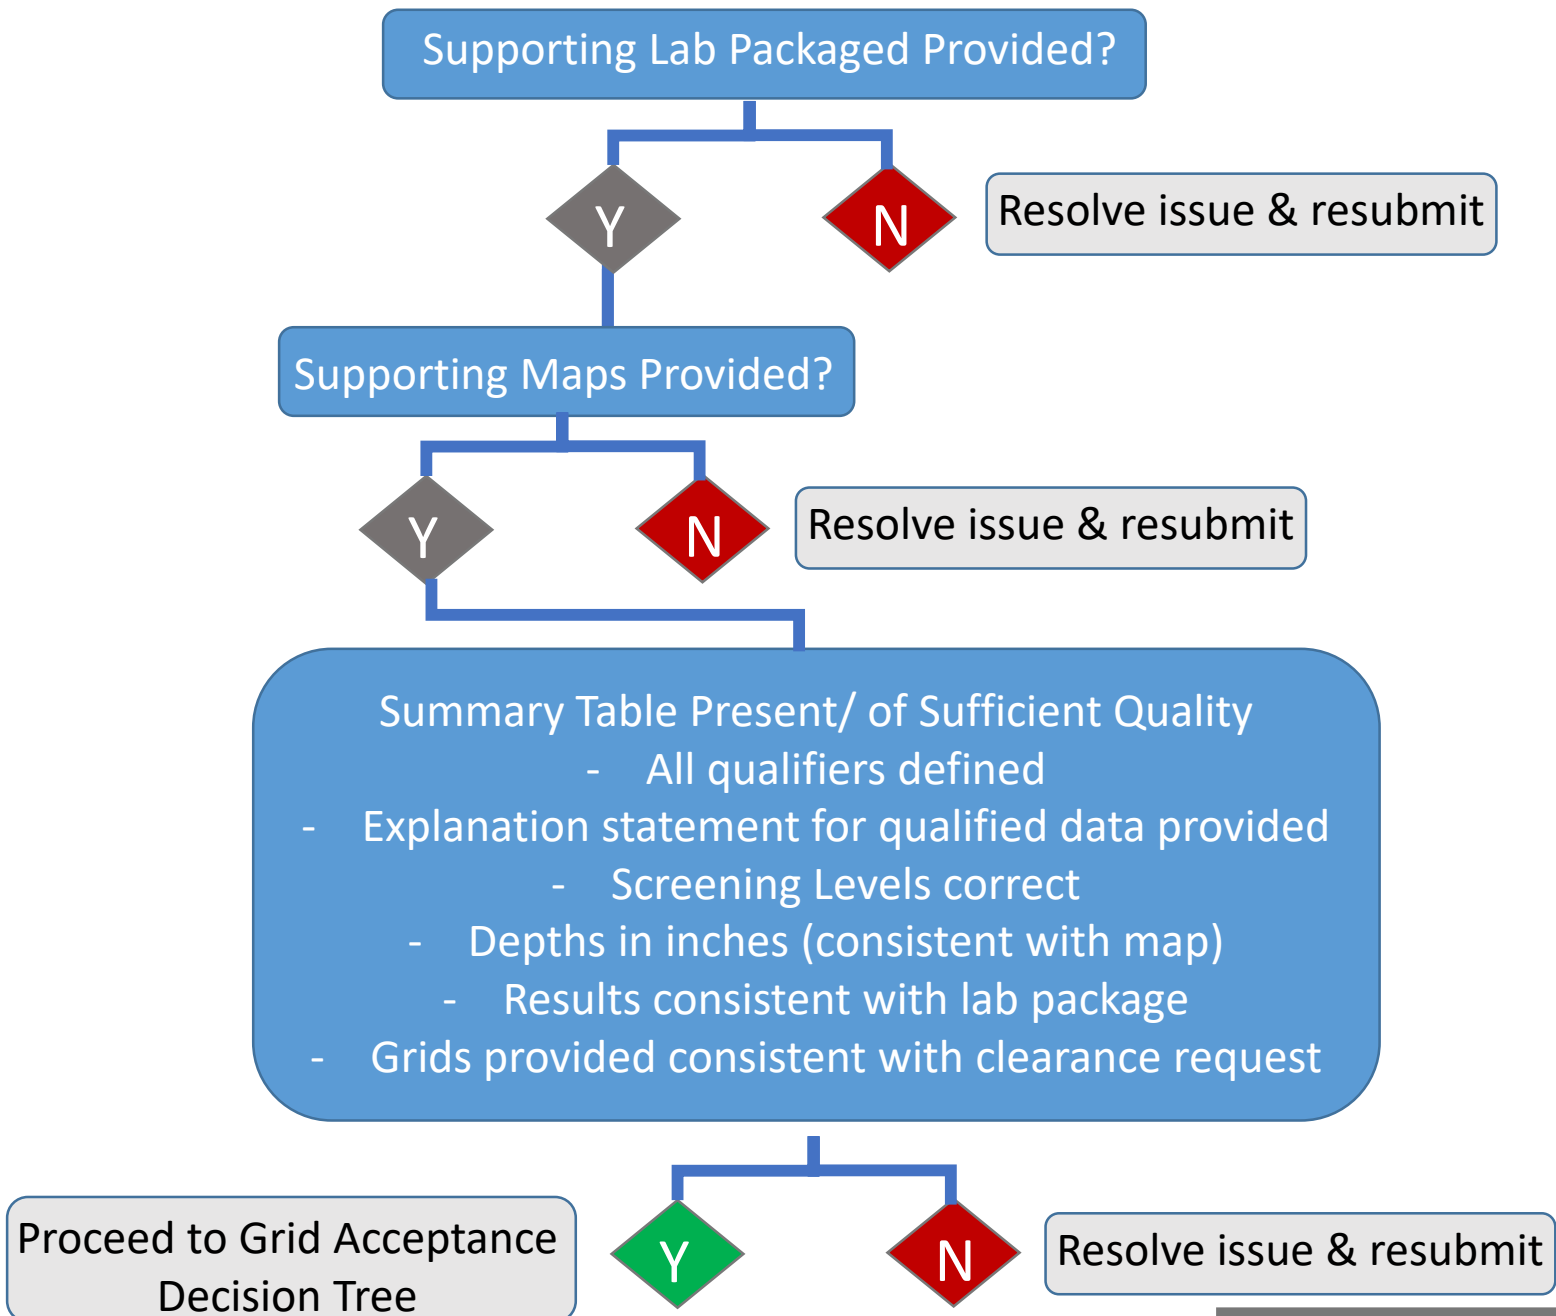 Supporting Lab Packaged Provided?
Y
N
Resolve issue & resubmit
Supporting Maps Provided?
Y
N
Resolve issue & resubmit
Summary Table Present/ of Sufficient Quality
- All qualifiers defined
- Explanation statement for qualified data provided
- Screening Levels correct
- Depths in inches (consistent with map)
- Results consistent with lab package
- Grids provided consistent with clearance request
Proceed to Grid Acceptance
Decision Tree
Y
N
Resolve issue & resubmit